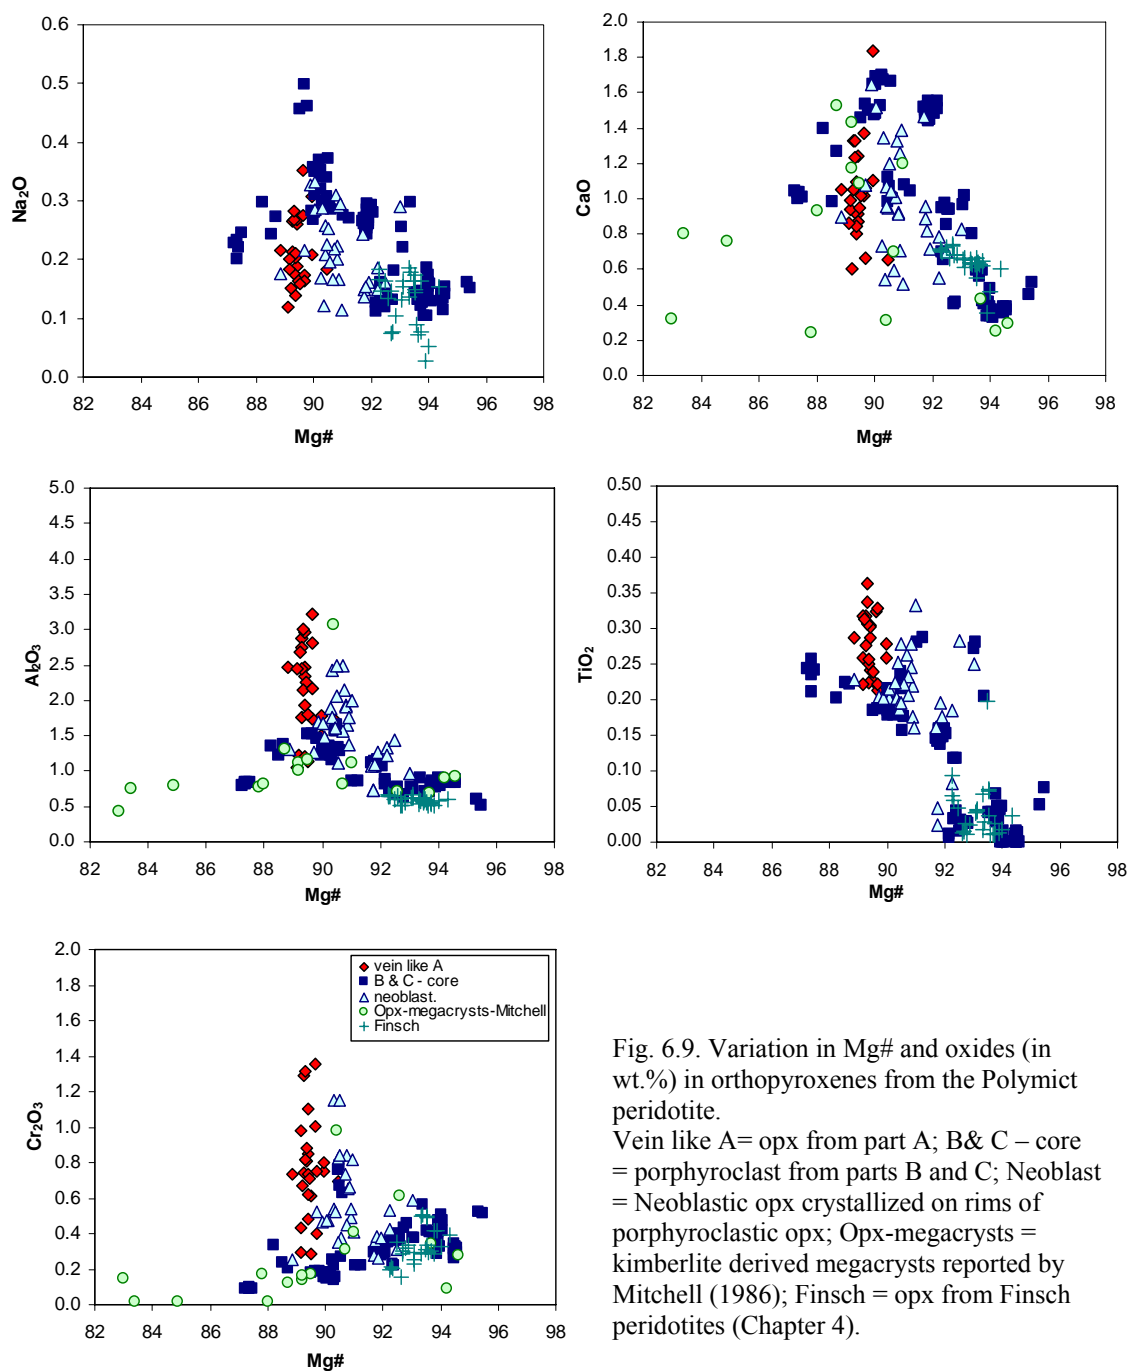 0.6
0.5
0.4
0.3
0.2
0.1
0.0
Na₂O
82 84 86 88 90 92 94 96 98
Mg#
2.0
1.8
1.6
1.4
1.2
1.0
0.8
0.6
0.4
0.2
0.0
CaO
82 84 86 88 90 92 94 96 98
Mg#
5.0
4.5
4.0
3.5
3.0
2.5
2.0
1.5
1.0
0.5
0.0
Al₂O₃
82 84 86 88 90 92 94 96 98
Mg#
0.50
0.45
0.40
0.35
0.30
0.25
0.20
0.15
0.10
0.05
0.00
TiO₂
82 84 86 88 90 92 94 96 98
Mg#
2.0
1.8
1.6
1.4
1.2
1.0
0.8
0.6
0.4
0.2
0.0
Cr₂O₃
82 84 86 88 90 92 94 96 98
Mg#
vein like A
B & C - core
neoblast.
Opx-megacrysts-Mitchell
Finsch
Fig. 6.9. Variation in Mg# and oxides (in
wt.%) in orthopyroxenes from the Polymict
peridotite.
Vein like A= opx from part A; B& C – core
= porphyroclast from parts B and C; Neoblast
= Neoblastic opx crystallized on rims of
porphyroclastic opx; Opx-megacrysts =
kimberlite derived megacrysts reported by
Mitchell (1986); Finsch = opx from Finsch
peridotites (Chapter 4).